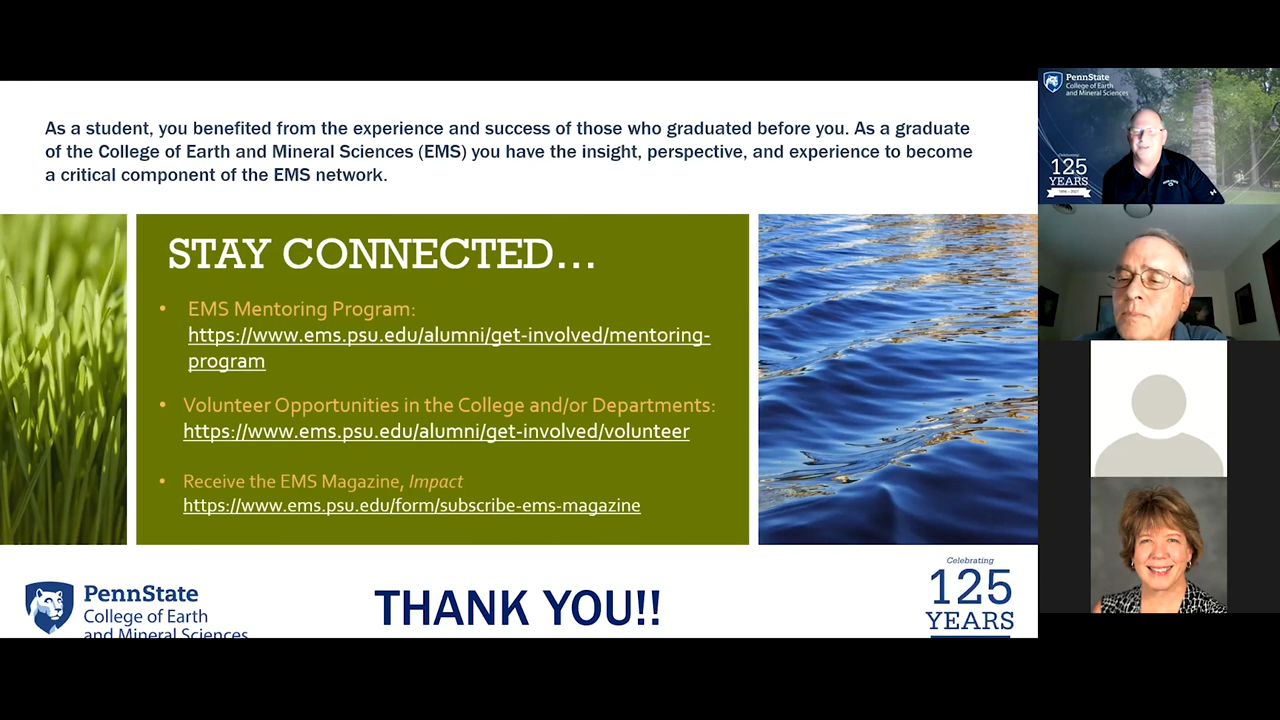 As a student, you benefited from the experience and success of those who graduated before you. As a graduate
of the College of Earth and Mineral Sciences (EMS) you have the insight, perspective, and experience to become
a critical component of the EMS network.
STAY CONNECTED...
• EMS Mentoring Program:
https://www.ems.psu.edu/alumni/get-involved/mentoring-
program
• Volunteer Opportunities in the College and/or Departments:
https://www.ems.psu.edu/alumni/get-involved/volunteer
• Receive the EMS Magazine, Impact
https://www.ems.psu.edu/form/subscribe-ems-magazine
PennState
College of Earth
and Mineral Sciences
THANK YOU!!
Celebrating
125
YEARS
PennState
College of Earth
and Mineral Sciences
Celebrating
125
YEARS